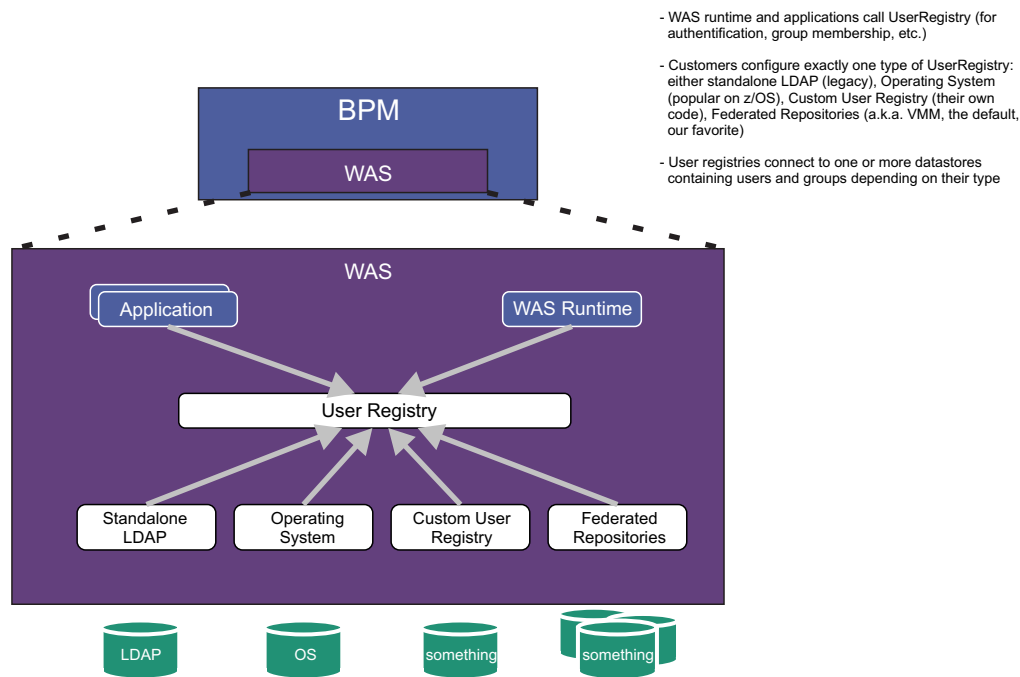 - WAS runtime and applications call UserRegistry (for
authentification, group membership, etc.)
- Customers configure exactly one type of UserRegistry:
either standalone LDAP (legacy), Operating System
(popular on z/OS), Custom User Registry (their own
code), Federated Repositories (a.k.a. VMM, the default,
our favorite)
- User registries connect to one or more datastores
containing users and groups depending on their type
BPM
WAS
WAS
Application
WAS Runtime
User Registry
Standalone
LDAP
Operating
System
Custom User
Registry
Federated
Repositories
LDAP
OS
something
something